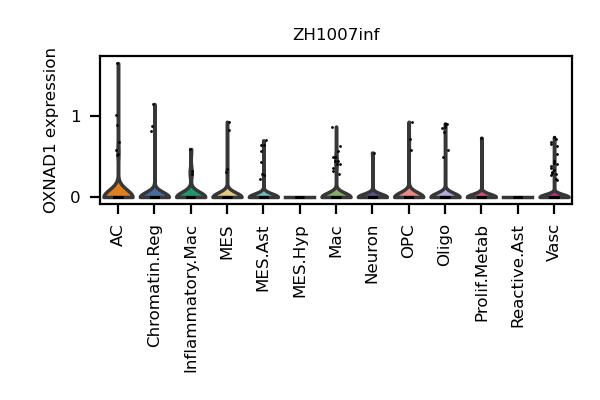 ZH1007inf
OXNAD1 expression
1
0
AC
Chromatin.Reg
Inflammatory.Mac
MES
MES.Ast
MES.Hyp
Mac
Neuron
OPC
Oligo
Prolif.Metab
Reactive.Ast
Vasc